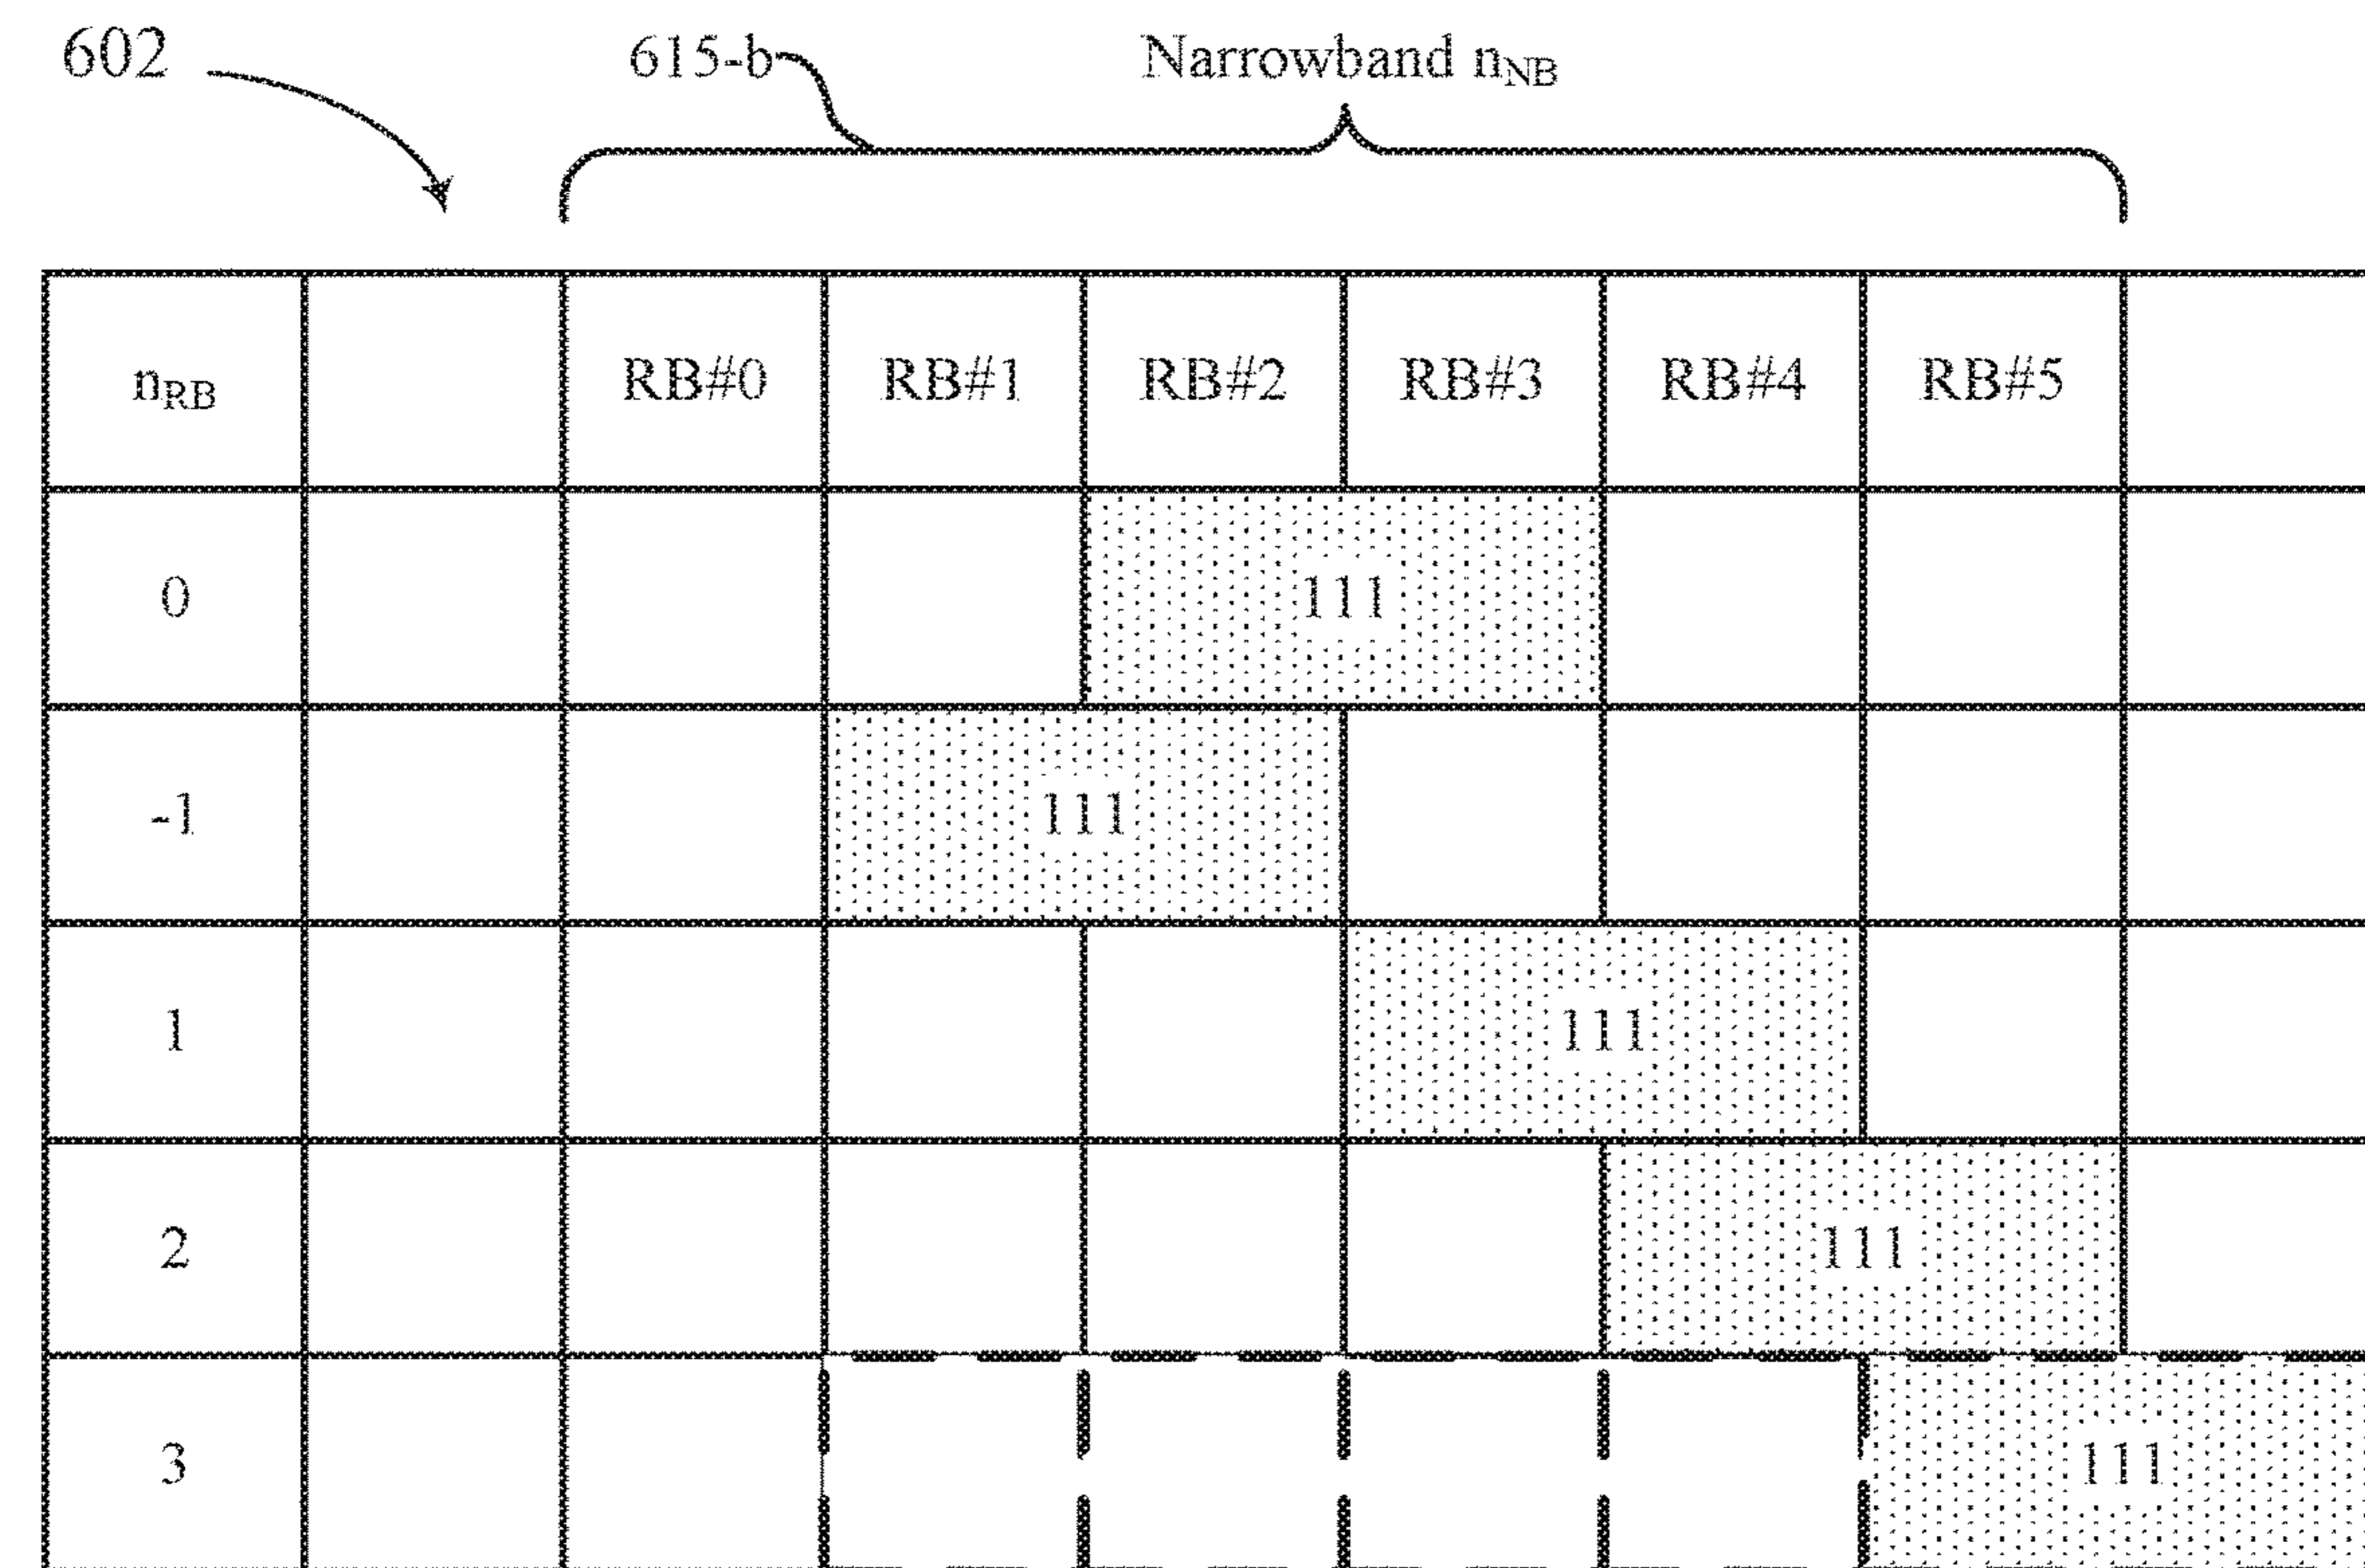 602 615-b Narrowband nNB
nRB RB#0 RB#1 RB#2 RB#3 RB#4 RB#5
0 111
-1 111
1 111
2 111
3 111